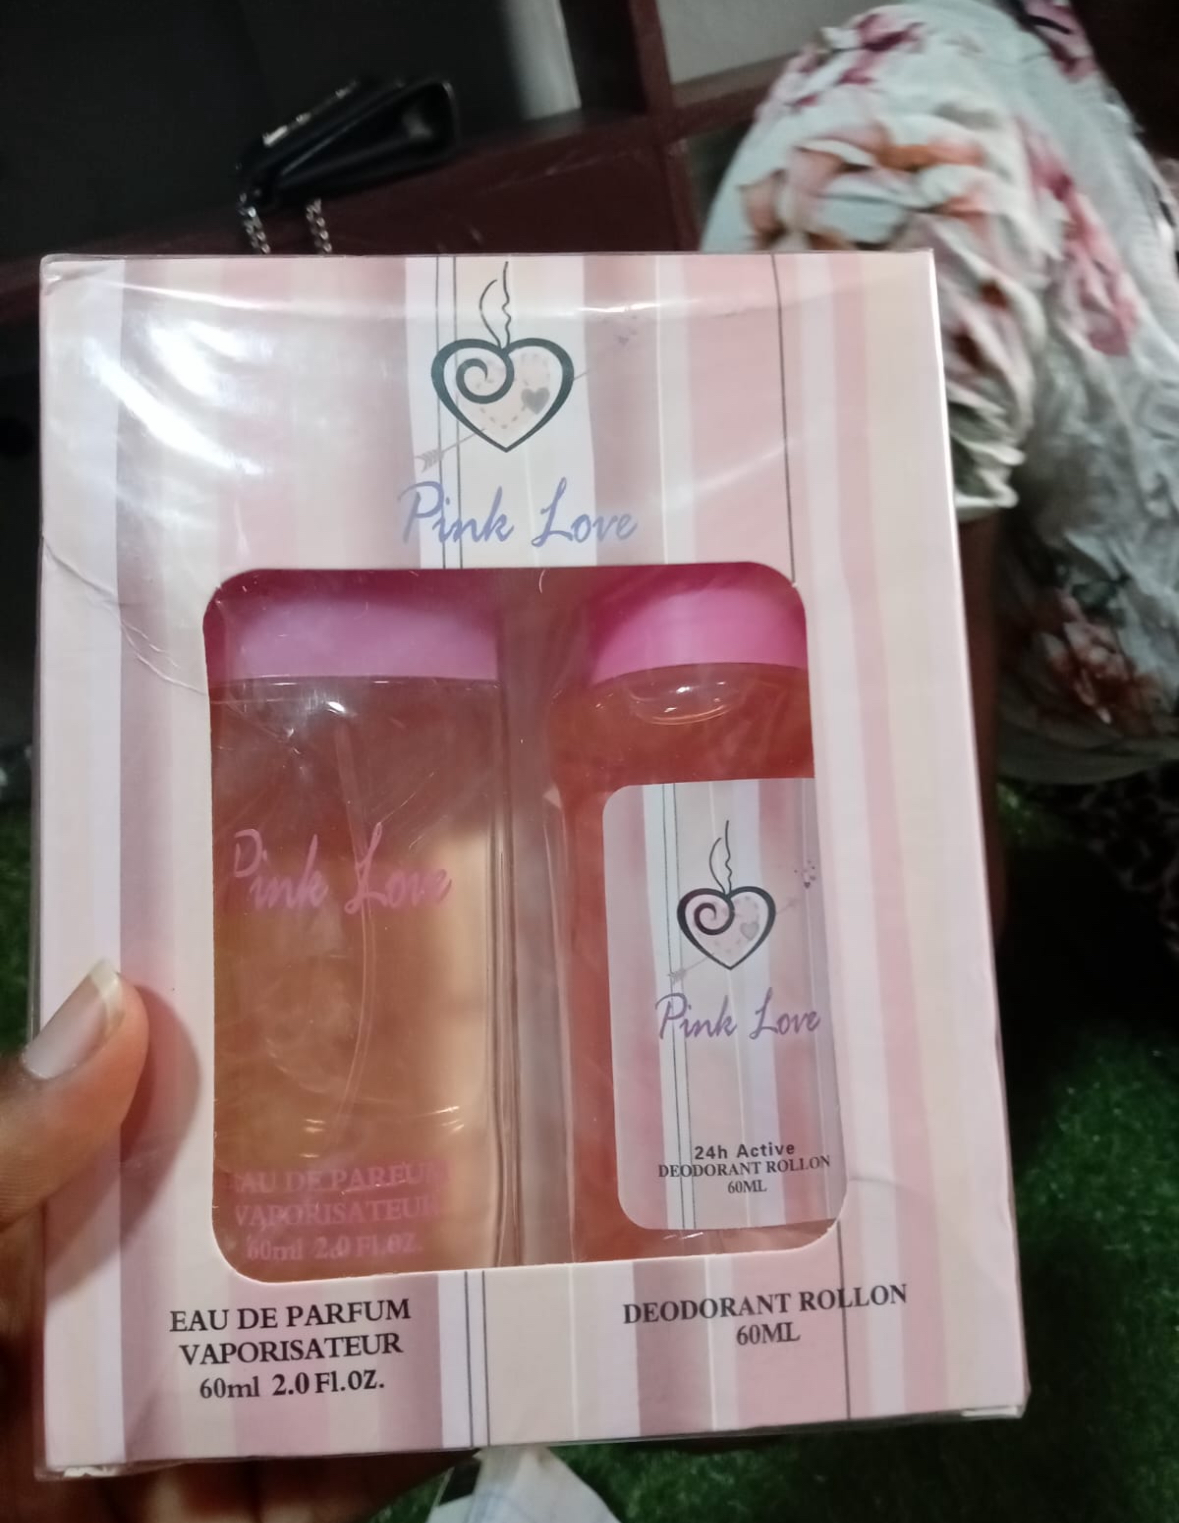 Pink Love
Pink Love
EAU DE PARFUM
VAPORISATEUR
60ml 2.0 Fl.OZ.
Pink Love
24h Active
DEODORANT ROLLON
60ML
EAU DE PARFUM
VAPORISATEUR
60ml 2.0 Fl.OZ.
DEODORANT ROLLON
60ML